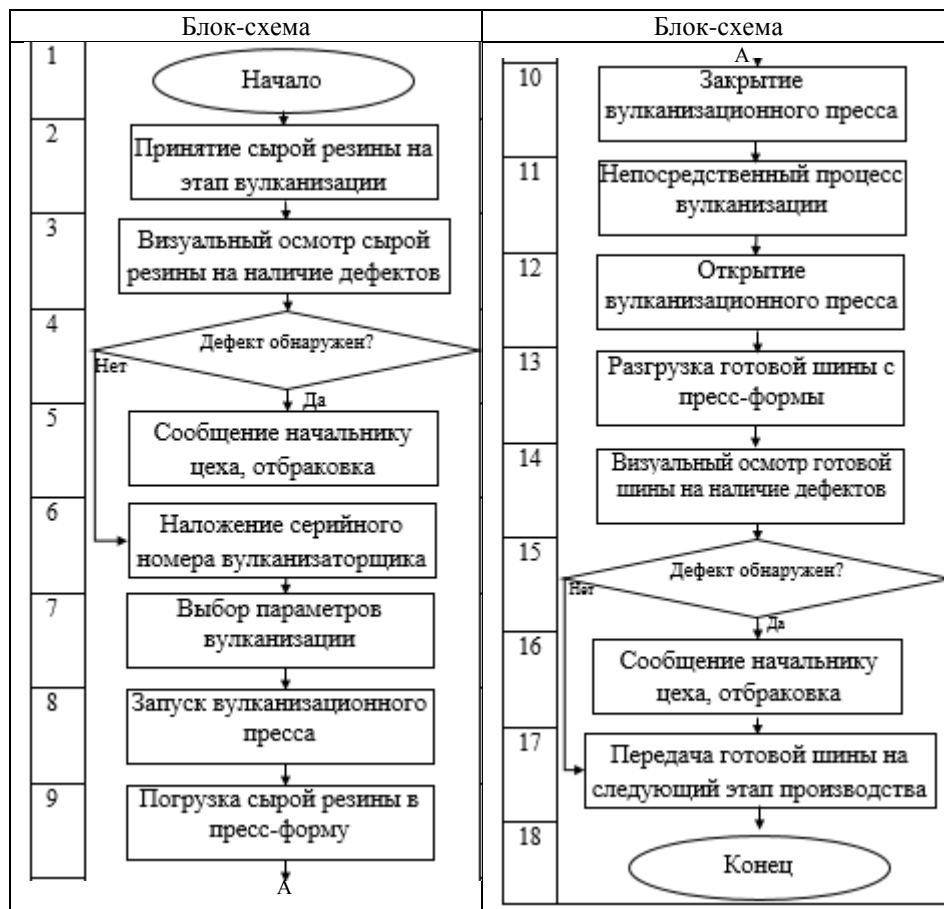 Блок-схема
1
Начало
2
Принятие сырой резины на
этап вулканизации
3
Визуальный осмотр сырой
резины на наличие дефектов
4
Дефект обнаружен?
Нет
Да
5
Сообщение начальнику
цеха, отбраковка
6
Наложение серийного
номера вулканизаторщика
7
Выбор параметров
вулканизации
8
Запуск вулканизационного
пресса
9
Погрузка сырой резины в
пресс-форму
А
Блок-схема
А
10
Закрытие
вулканизационного пресса
11
Непосредственный процесс
вулканизации
12
Открытие
вулканизационного пресса
13
Разгрузка готовой шины с
пресс-формы
14
Визуальный осмотр готовой
шины на наличие дефектов
15
Дефект обнаружен?
Нет
Да
16
Сообщение начальнику
цеха, отбраковка
17
Передача готовой шины на
следующий этап производства
18
Конец